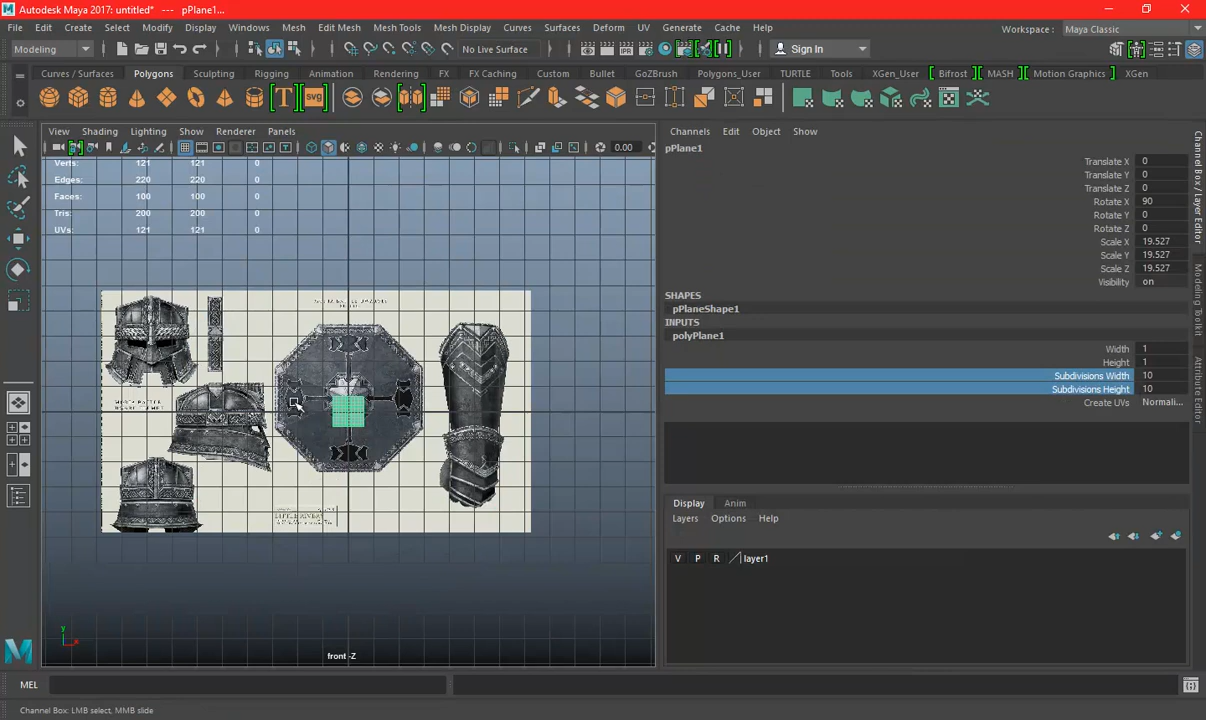 Autodesk Maya 2017: untitled*   ---   pPlane1...
File Edit Create Select Modify Display Windows Mesh Edit Mesh Mesh Tools Mesh Display Curves Surfaces Deform UV Generate Cache Help Workspace : Maya Classic
Modeling No Live Surface Sign In
Curves / Surfaces Polygons Sculpting Rigging Animation Rendering FX FX Caching Custom Bullet GoZBrush Polygons_User TURTLE Tools XGen_User Bifrost MASH Motion Graphics XGen
T svg
View Shading Lighting Show Renderer Panels
0.00
Verts: 121 121 0
Edges: 220 220 0
Faces: 100 100 0
Tris: 200 200 0
UVs: 121 121 0
front -Z
Channels Edit Object Show
pPlane1
Translate X 0
Translate Y 0
Translate Z 0
Rotate X 90
Rotate Y 0
Rotate Z 0
Scale X 19.527
Scale Y 19.527
Scale Z 19.527
Visibility on
SHAPES
pPlaneShape1
INPUTS
polyPlane1
Width 1
Height 1
Subdivisions Width 10
Subdivisions Height 10
Create UVs Normali...
Display Anim
Layers Options Help
V P R layer1
Channel Box / Layer Editor
Modeling Toolkit
Attribute Editor
y
x
M
MEL
Channel Box: LMB select, MMB slide